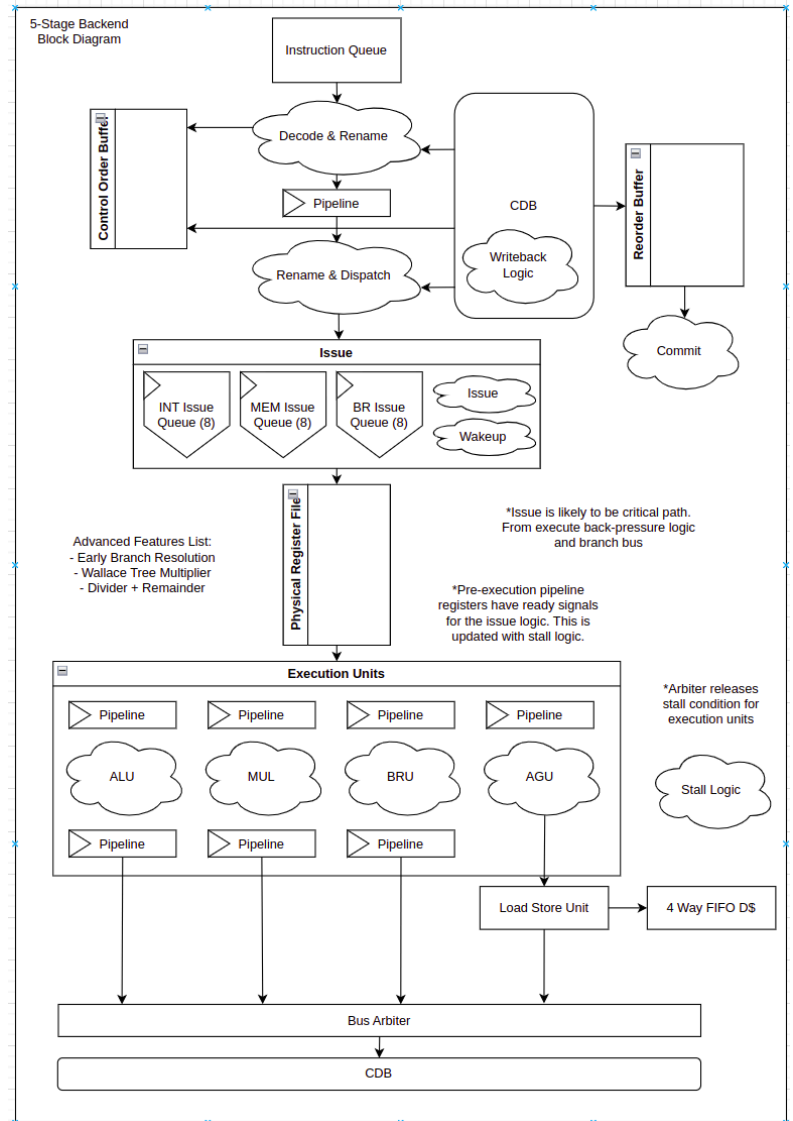 5-Stage Backend
Block Diagram
Instruction Queue
Decode & Rename
Control Order Buffer
Pipeline
CDB
Reorder Buffer
Writeback
Logic
Rename & Dispatch
Commit
Issue
INT Issue
Queue (8)
MEM Issue
Queue (8)
BR Issue
Queue (8)
Issue
Wakeup
Physical Register File
*Issue is likely to be critical path.
From execute back-pressure logic
and branch bus
Advanced Features List:
- Early Branch Resolution
- Wallace Tree Multiplier
- Divider + Remainder
*Pre-execution pipeline
registers have ready signals
for the issue logic. This is
updated with stall logic.
Execution Units
Pipeline
Pipeline
Pipeline
Pipeline
*Arbiter releases
stall condition for
execution units
ALU
MUL
BRU
AGU
Stall Logic
Pipeline
Pipeline
Pipeline
Load Store Unit
4 Way FIFO D$
Bus Arbiter
CDB